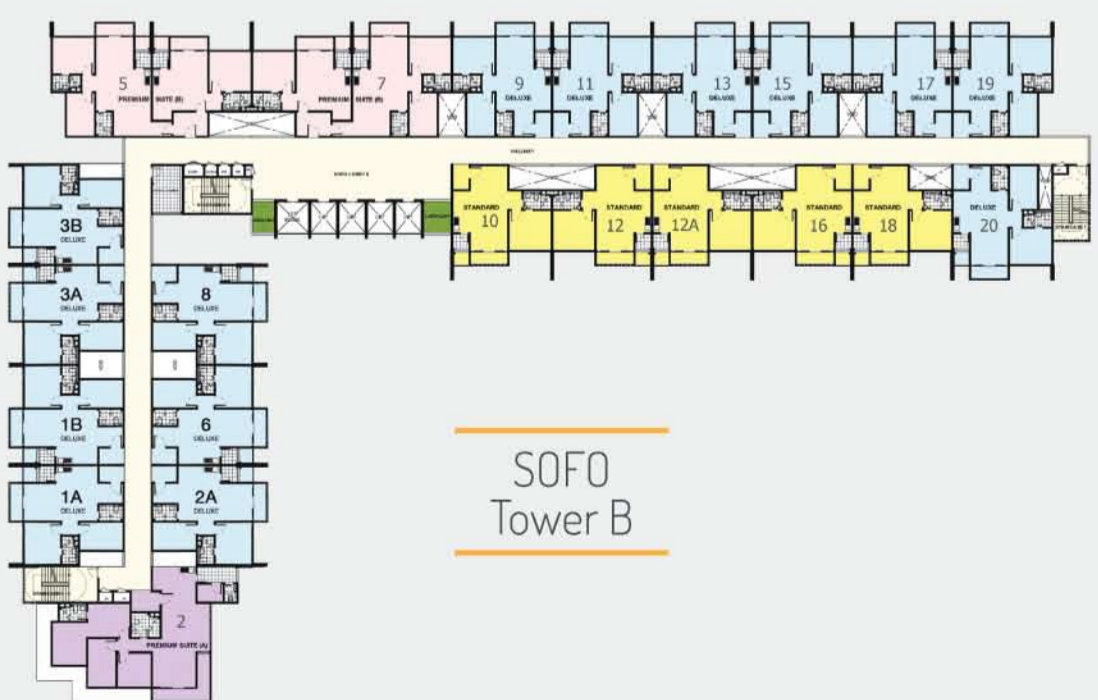 5
PREMIUM SUITE (B)
7
PREMIUM SUITE (B)
9
DELUXE
11
DELUXE
13
DELUXE
15
DELUXE
17
DELUXE
19
DELUXE
3B
DELUXE
STANDARD
10
STANDARD
12
STANDARD
12A
STANDARD
16
STANDARD
18
DELUXE
20
3A
DELUXE
8
DELUXE
1B
DELUXE
6
DELUXE
1A
DELUXE
2A
DELUXE
2
PREMIUM SUITE (A)
SOFO
Tower B